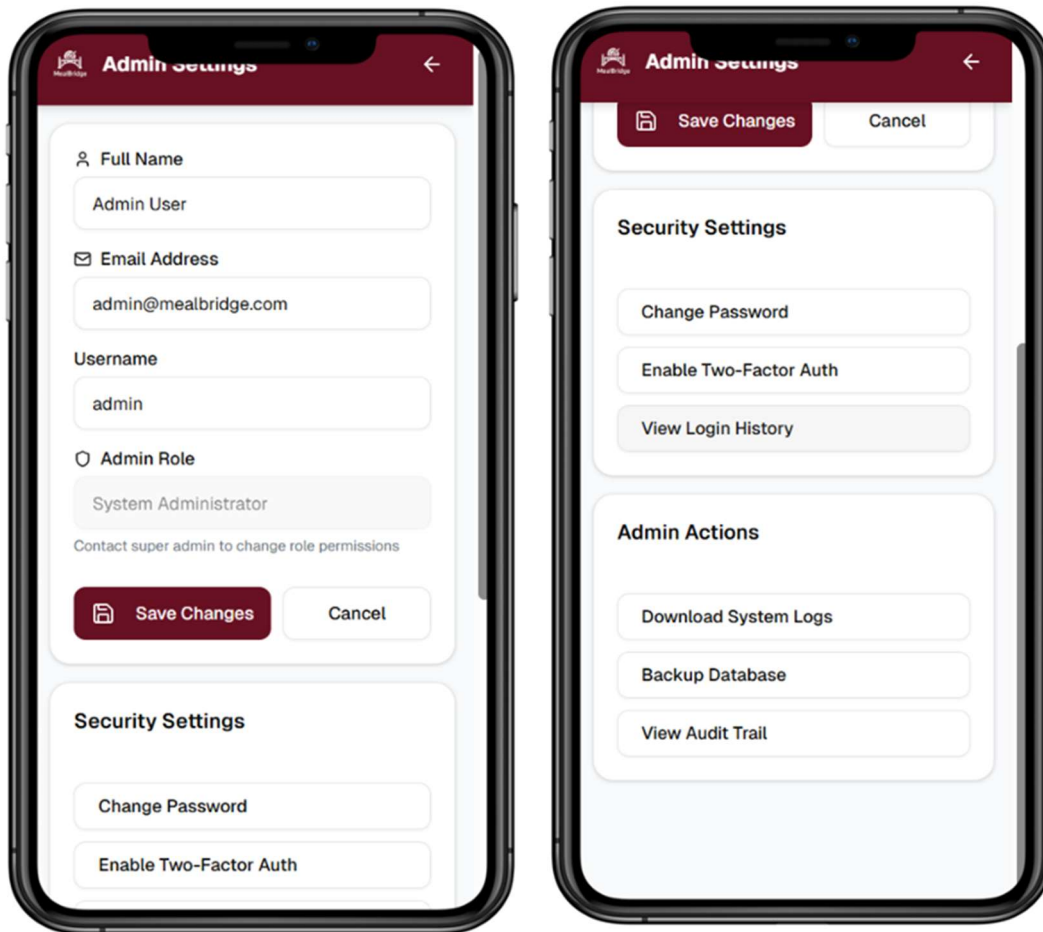 MealBridge
Admin Settings
Full Name
Admin User
Email Address
admin@mealbridge.com
Username
admin
Admin Role
System Administrator
Contact super admin to change role permissions
Save Changes
Cancel
Security Settings
Change Password
Enable Two-Factor Auth
MealBridge
Admin Settings
Save Changes
Cancel
Security Settings
Change Password
Enable Two-Factor Auth
View Login History
Admin Actions
Download System Logs
Backup Database
View Audit Trail